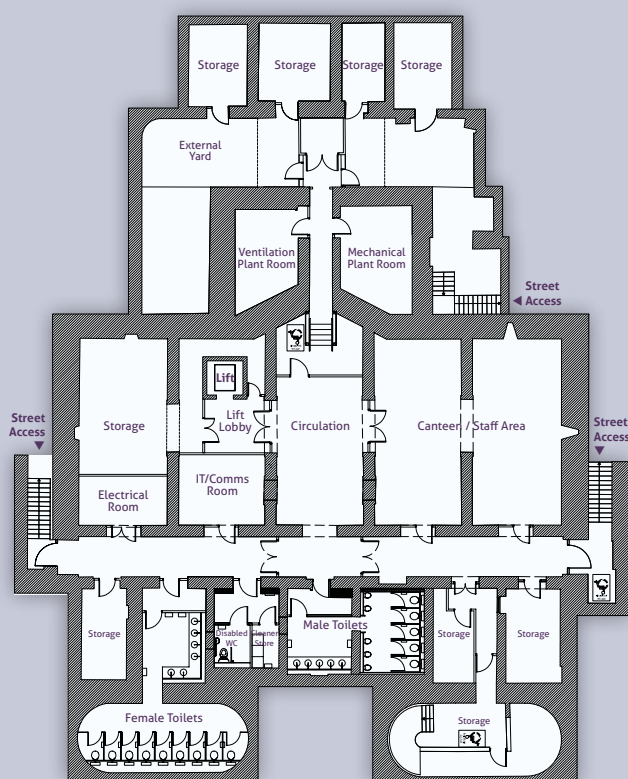 Storage
Storage
Storage
Storage
External
Yard
Ventilation
Plant Room
Mechanical
Plant Room
Street
Access
Street
Access
Storage
Lift
Lift
Lobby
Circulation
Canteen / Staff Area
Street
Access
Electrical
Room
IT/Comms
Room
Storage
Disabled
WC
Cleaner
Store
Male Toilets
Storage
Storage
Female Toilets
Storage